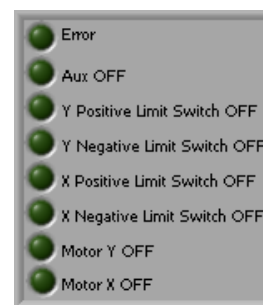 Error
Aux OFF
Y Positive Limit Switch OFF
Y Negative Limit Switch OFF
X Positive Limit Switch OFF
X Negative Limit Switch OFF
Motor Y OFF
Motor X OFF